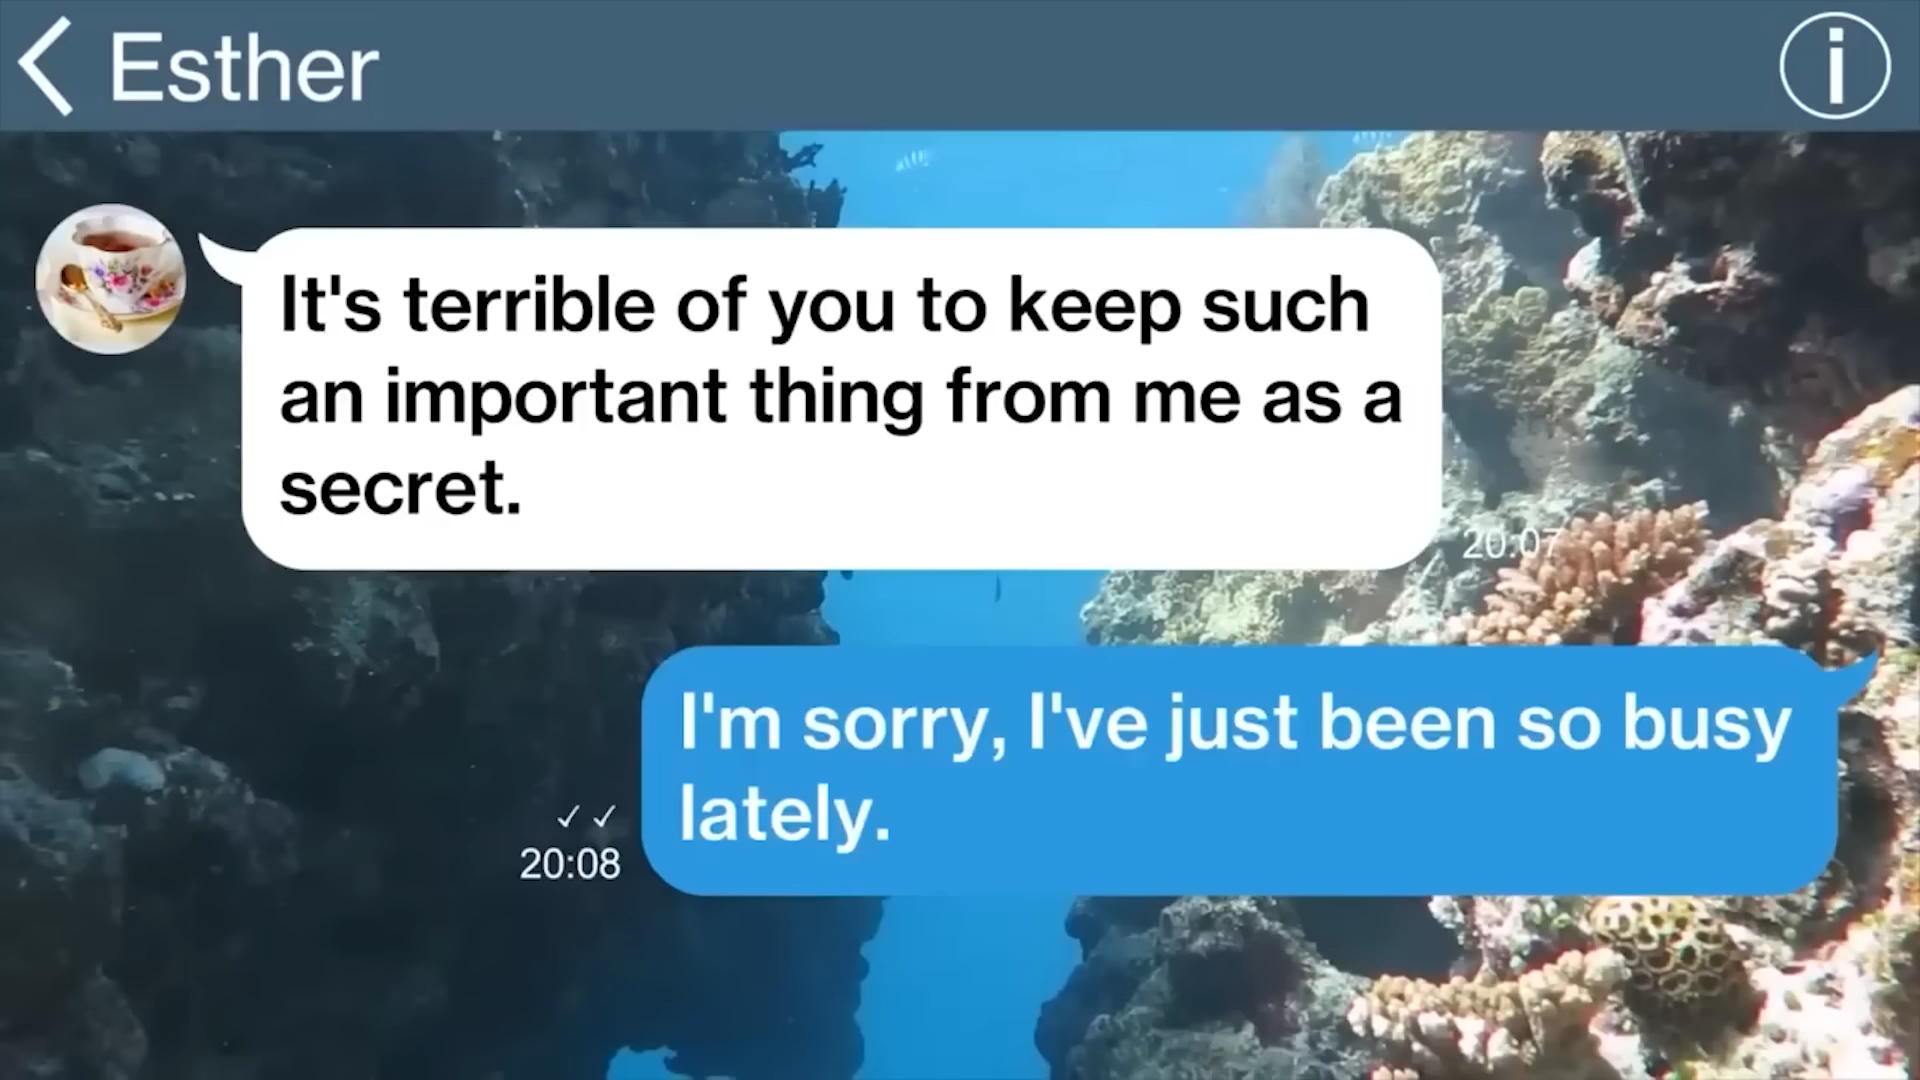 Esther
It's terrible of you to keep such
an important thing from me as a
secret.
20:07
I'm sorry, I've just been so busy
lately.
✓ ✓
20:08